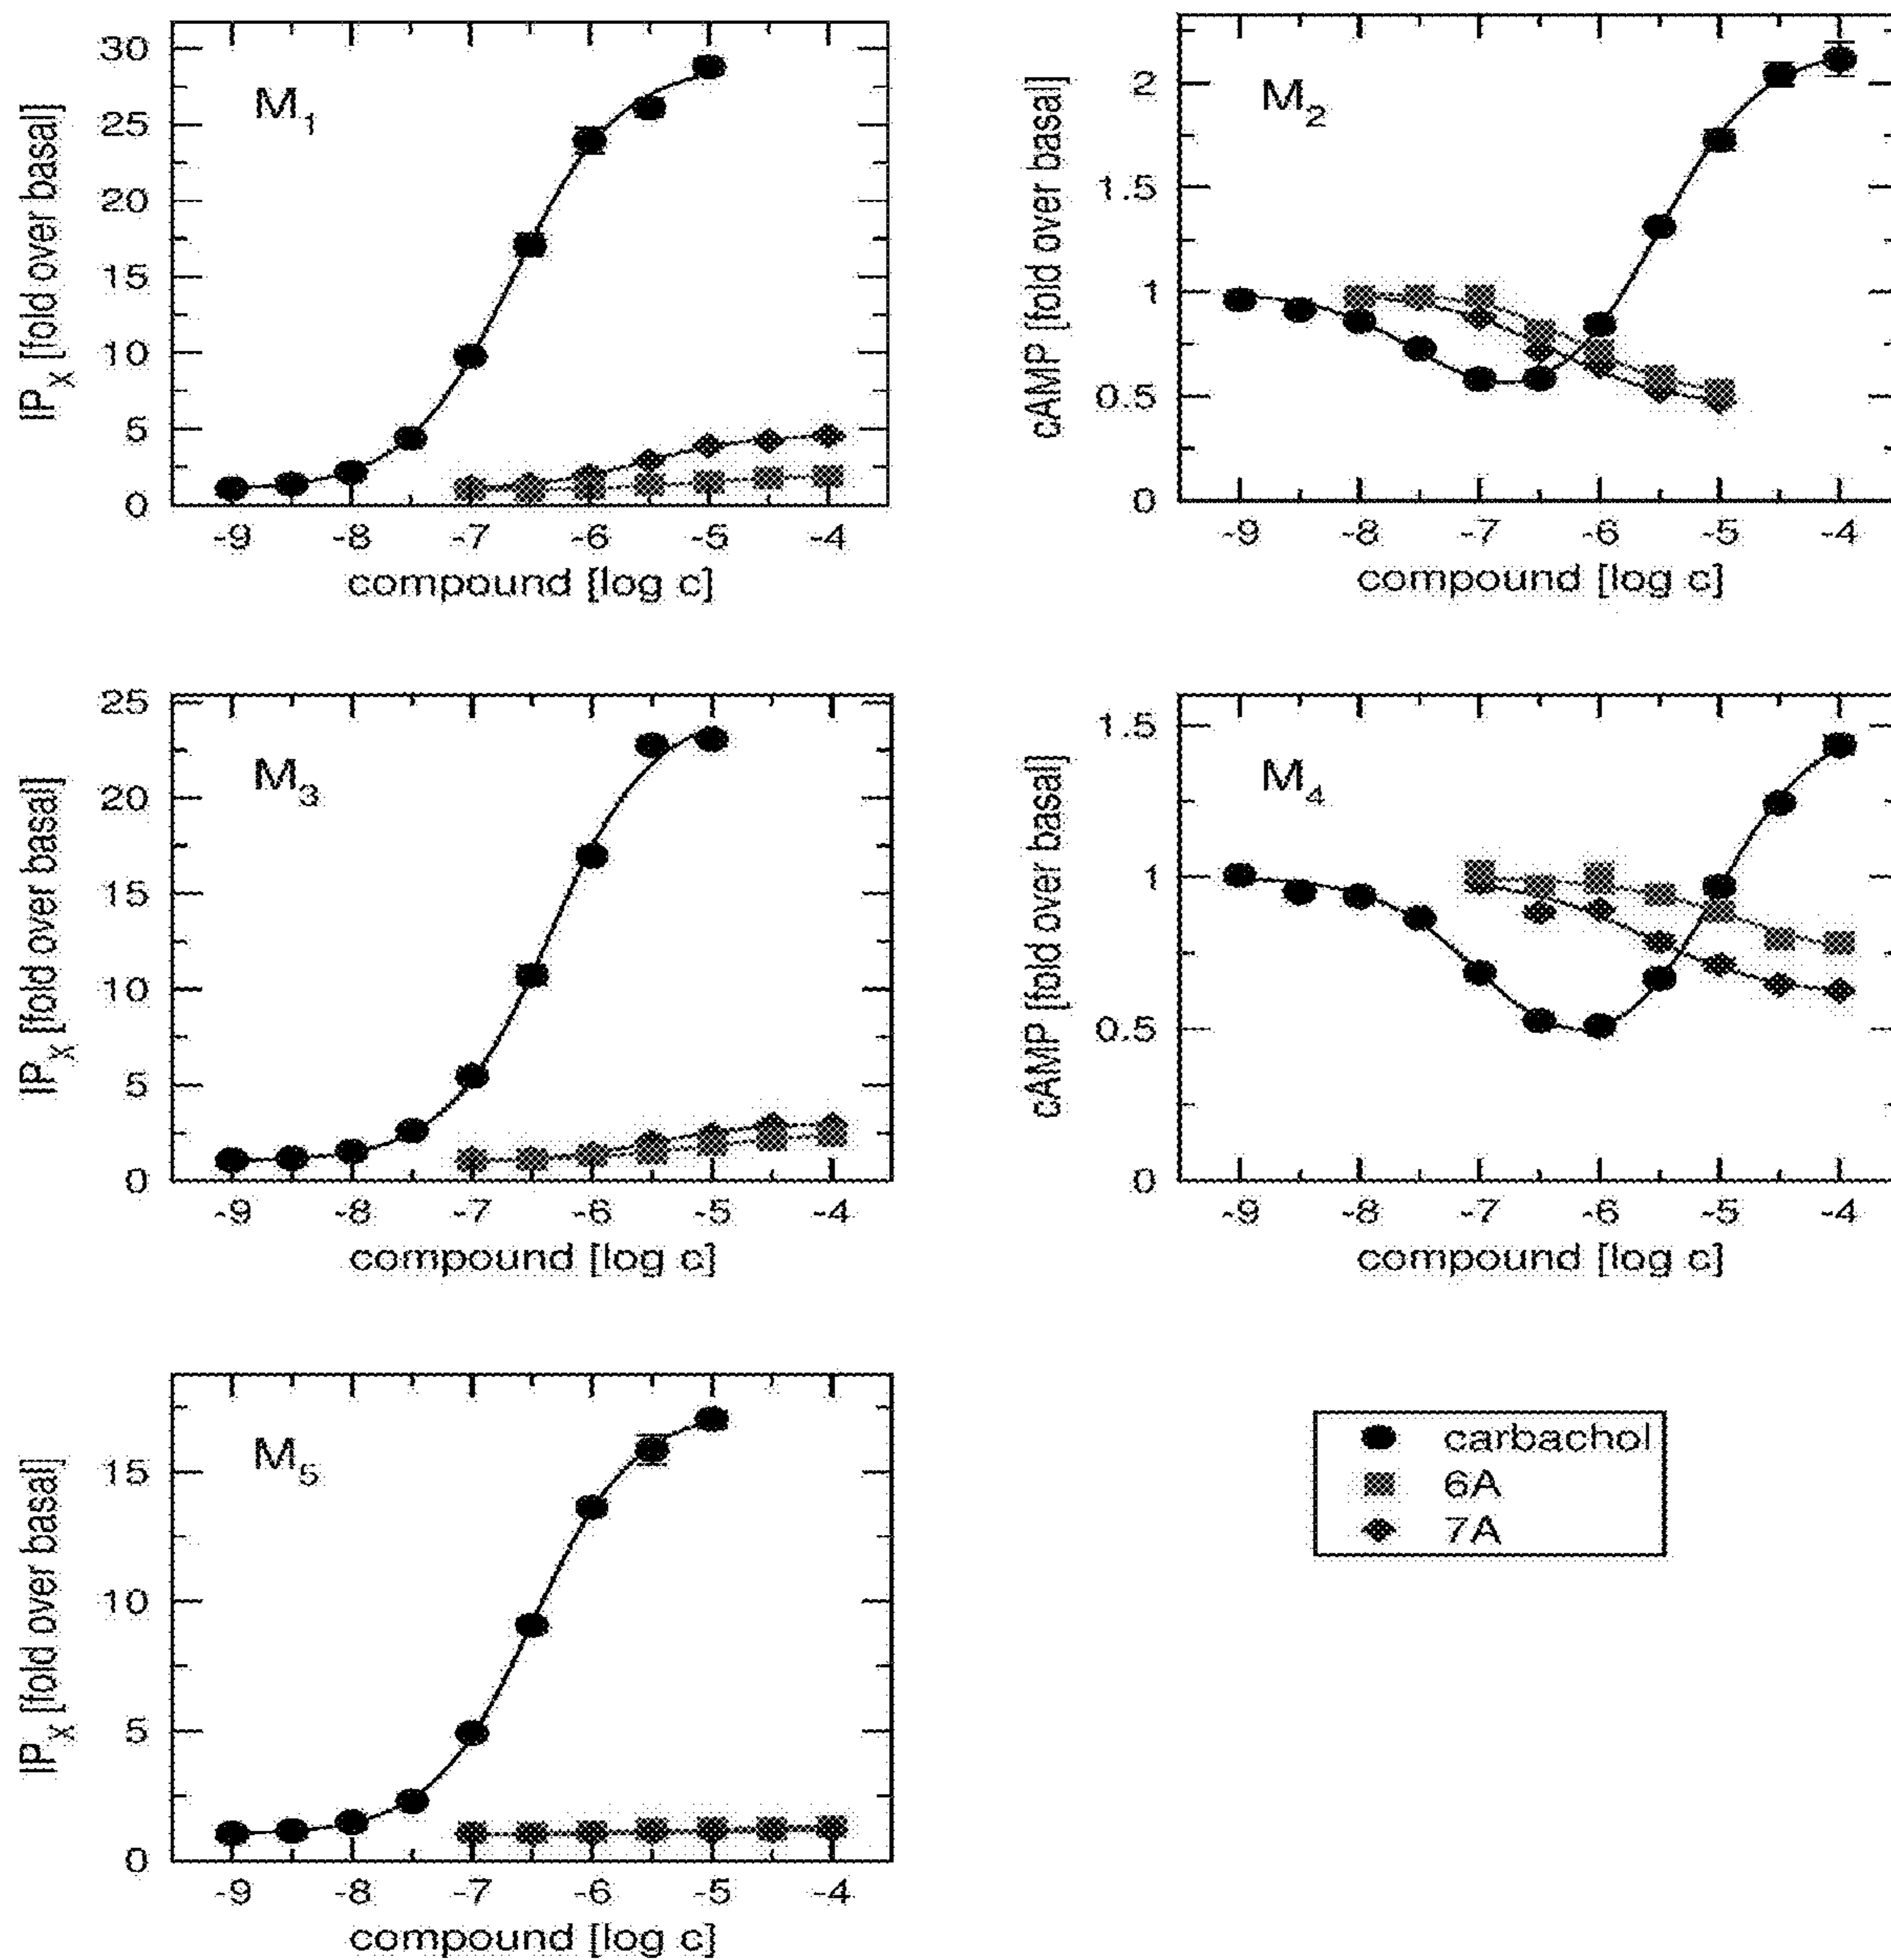 M1
IPX [fold over basal]
30
25
20
15
10
5
0
-9 -8 -7 -6 -5 -4
compound [log c]
M2
cAMP [fold over basal]
2
1.5
1
0.5
0
-9 -8 -7 -6 -5 -4
compound [log c]
M3
IPX [fold over basal]
25
20
15
10
5
0
-9 -8 -7 -6 -5 -4
compound [log c]
M4
cAMP [fold over basal]
1.5
1
0.5
0
-9 -8 -7 -6 -5 -4
compound [log c]
M5
IPX [fold over basal]
15
10
5
0
-9 -8 -7 -6 -5 -4
compound [log c]
carbachol
6A
7A